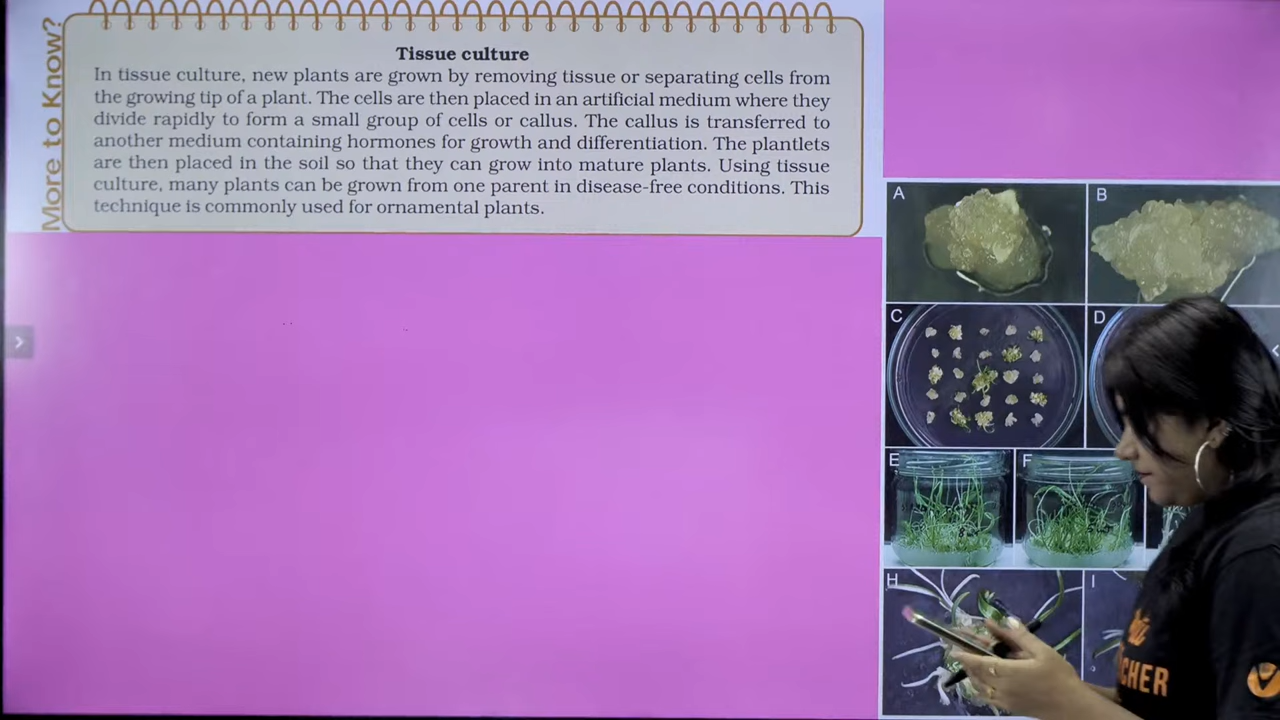 More to Know?
Tissue culture
In tissue culture, new plants are grown by removing tissue or separating cells from
the growing tip of a plant. The cells are then placed in an artificial medium where they
divide rapidly to form a small group of cells or callus. The callus is transferred to
another medium containing hormones for growth and differentiation. The plantlets
are then placed in the soil so that they can grow into mature plants. Using tissue
culture, many plants can be grown from one parent in disease-free conditions. This
technique is commonly used for ornamental plants.
A
B
C
D
E
F
H
I